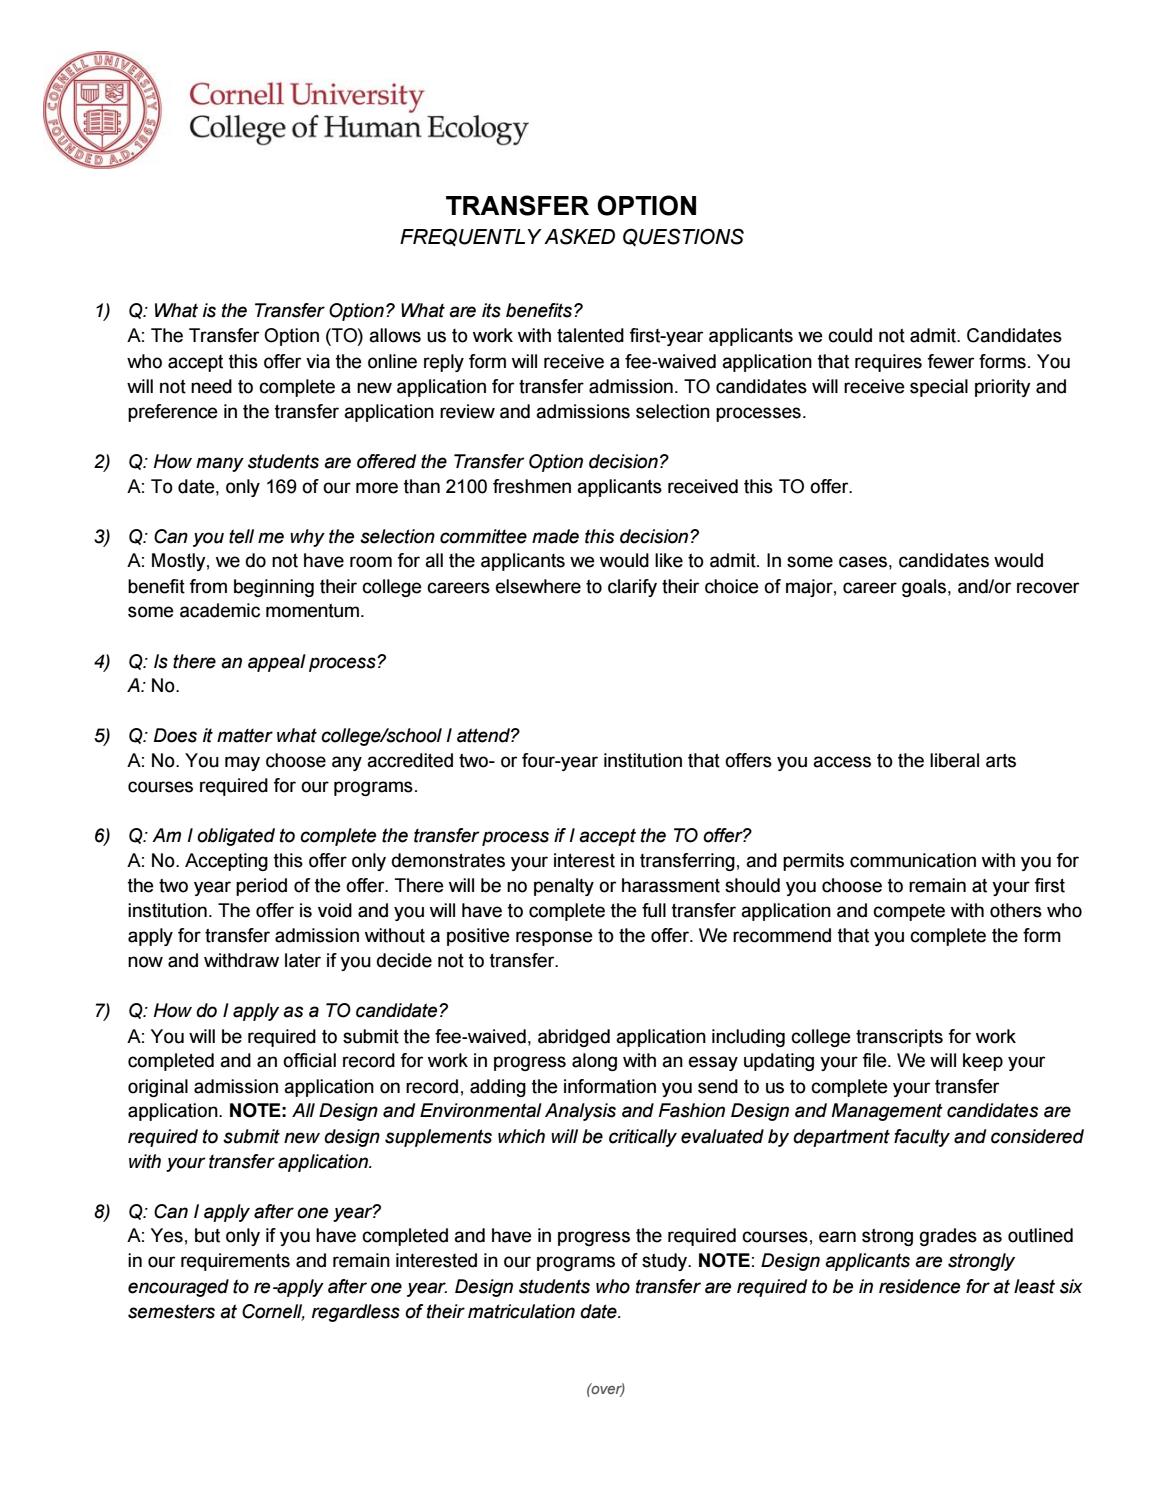 CORNELL UNIVERSITY
FOUNDED A.D. 1865
Cornell University
College of Human Ecology
TRANSFER OPTION
FREQUENTLY ASKED QUESTIONS
1) Q: What is the Transfer Option? What are its benefits?
A: The Transfer Option (TO) allows us to work with talented first-year applicants we could not admit. Candidates
who accept this offer via the online reply form will receive a fee-waived application that requires fewer forms. You
will not need to complete a new application for transfer admission. TO candidates will receive special priority and
preference in the transfer application review and admissions selection processes.
2) Q: How many students are offered the Transfer Option decision?
A: To date, only 169 of our more than 2100 freshmen applicants received this TO offer.
3) Q: Can you tell me why the selection committee made this decision?
A: Mostly, we do not have room for all the applicants we would like to admit. In some cases, candidates would
benefit from beginning their college careers elsewhere to clarify their choice of major, career goals, and/or recover
some academic momentum.
4) Q: Is there an appeal process?
A: No.
5) Q: Does it matter what college/school I attend?
A: No. You may choose any accredited two- or four-year institution that offers you access to the liberal arts
courses required for our programs.
6) Q: Am I obligated to complete the transfer process if I accept the TO offer?
A: No. Accepting this offer only demonstrates your interest in transferring, and permits communication with you for
the two year period of the offer. There will be no penalty or harassment should you choose to remain at your first
institution. The offer is void and you will have to complete the full transfer application and compete with others who
apply for transfer admission without a positive response to the offer. We recommend that you complete the form
now and withdraw later if you decide not to transfer.
7) Q: How do I apply as a TO candidate?
A: You will be required to submit the fee-waived, abridged application including college transcripts for work
completed and an official record for work in progress along with an essay updating your file. We will keep your
original admission application on record, adding the information you send to us to complete your transfer
application. NOTE: All Design and Environmental Analysis and Fashion Design and Management candidates are
required to submit new design supplements which will be critically evaluated by department faculty and considered
with your transfer application.
8) Q: Can I apply after one year?
A: Yes, but only if you have completed and have in progress the required courses, earn strong grades as outlined
in our requirements and remain interested in our programs of study. NOTE: Design applicants are strongly
encouraged to re-apply after one year. Design students who transfer are required to be in residence for at least six
semesters at Cornell, regardless of their matriculation date.
(over)